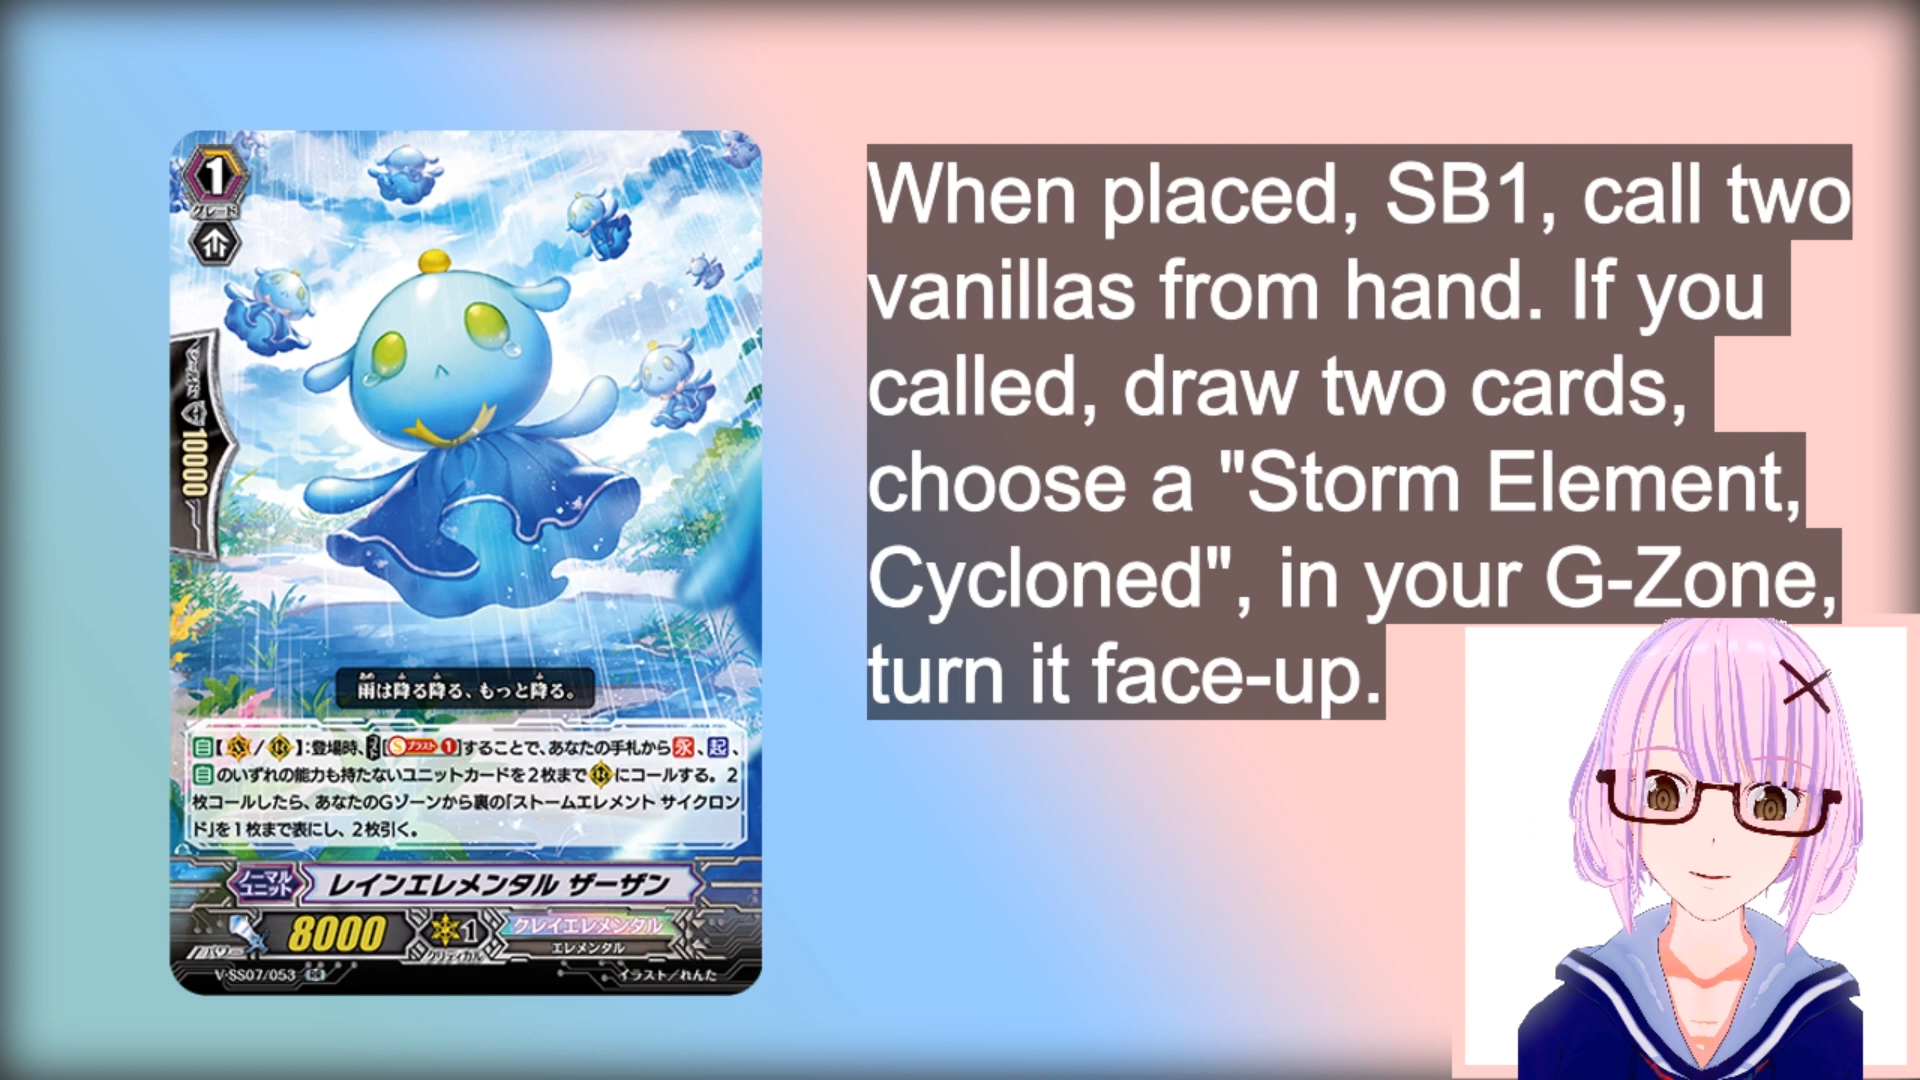 1
グレード
シールド 10000
雨は降る降る、もっと降る。
自【/】:登場時、[Sブラスト1]することで、あなたの手札から永、起、
自のいずれの能力も持たないユニットカードを2枚までにコールする。2
枚コールしたら、あなたのGゾーンから裏の「ストームエレメント サイクロン
ド」を1枚まで表にし、2枚引く。
ノーマル
ユニット
レインエレメンタル ザーザン
パワー 8000
1
クリティカル
クレイエレメンタル
エレメンタル
V-SS07/053 RR
イラスト/れんた
When placed, SB1, call two
vanillas from hand. If you
called, draw two cards,
choose a "Storm Element,
Cycloned", in your G-Zone,
turn it face-up.